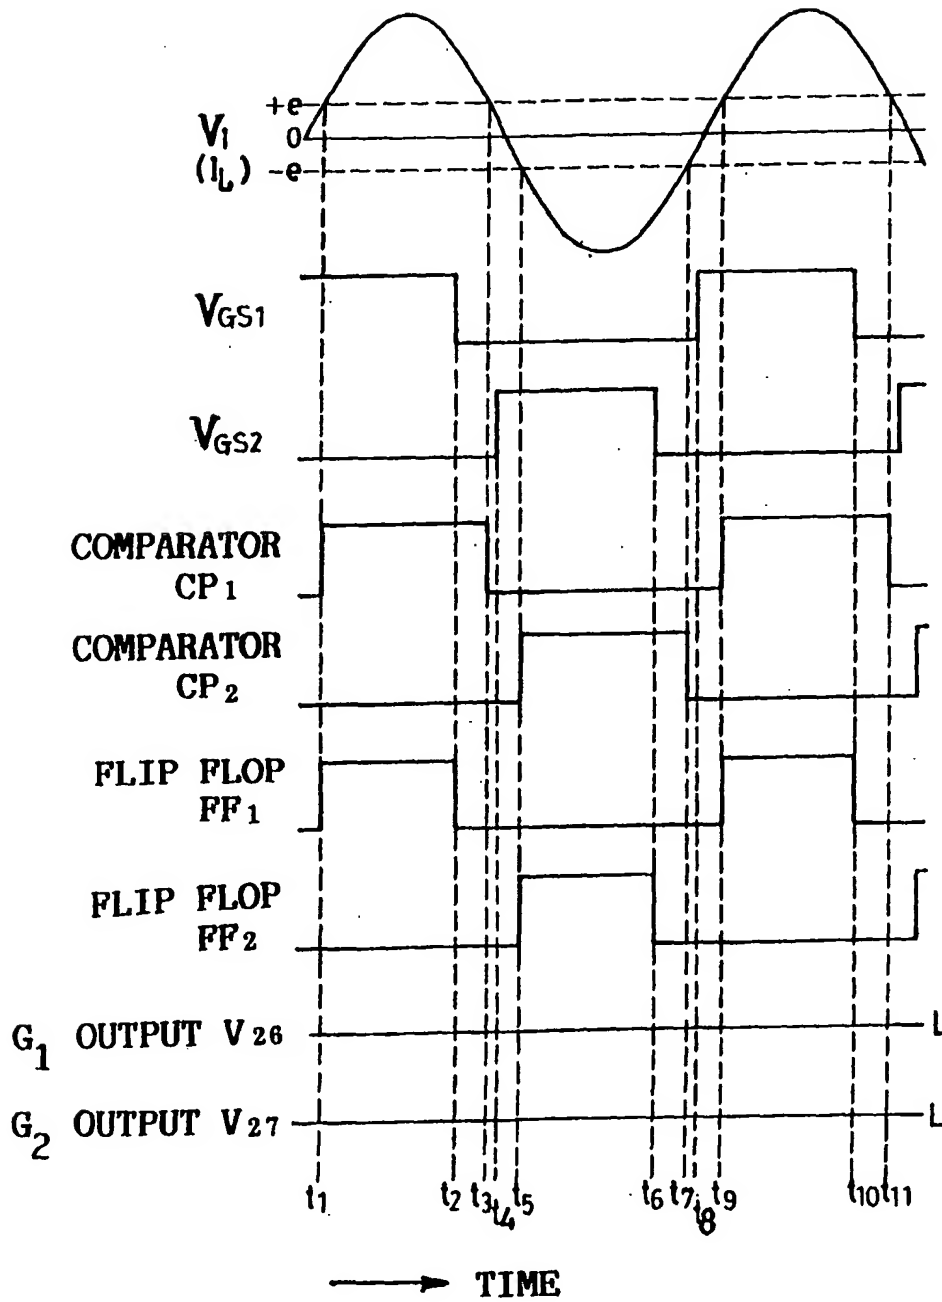 +e
V1
0
(IL)
-e
VGS1
VGS2
COMPARATOR
CP1
COMPARATOR
CP2
FLIP FLOP
FF1
FLIP FLOP
FF2
G1 OUTPUT V26
L
G2 OUTPUT V27
L
t1 t2 t3 t4 t5 t6 t7 t8 t9 t10 t11
TIME